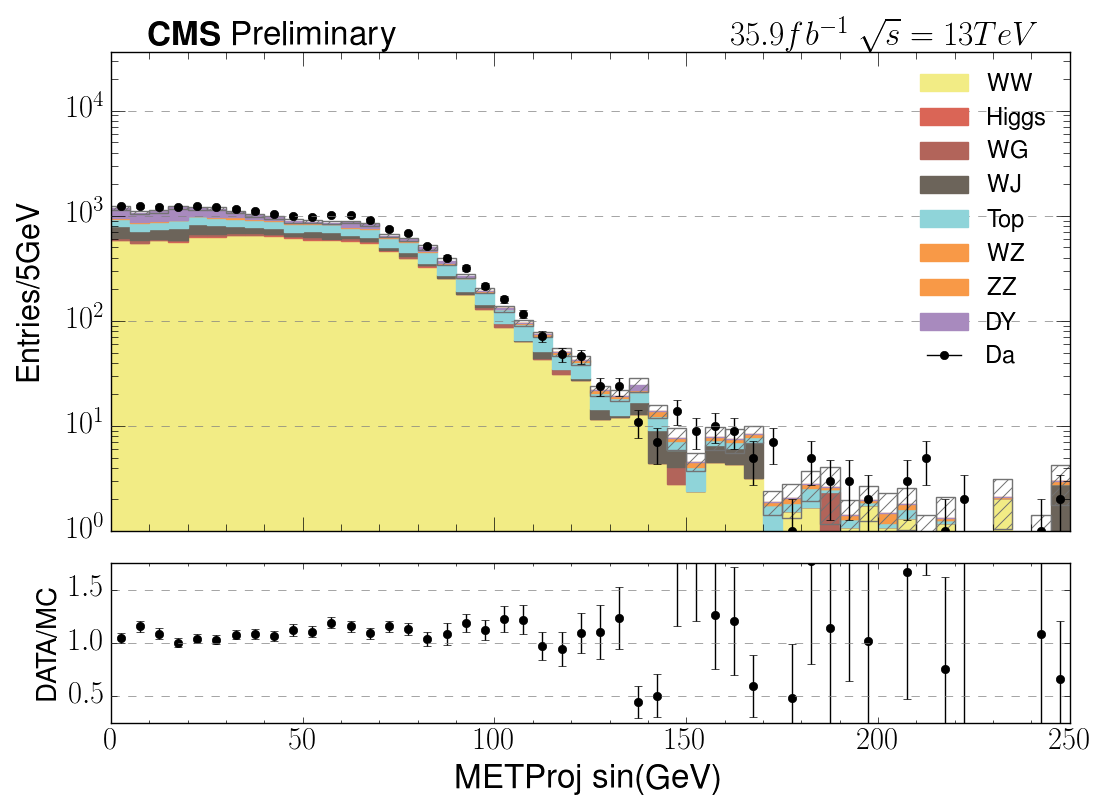 CMS Preliminary 35.9fb⁻¹ √s = 13TeV
Entries/5GeV
10⁴
10³
10²
10¹
10⁰
WW
Higgs
WG
WJ
Top
WZ
ZZ
DY
Da
DATA/MC
1.5
1.0
0.5
0 50 100 150 200 250
METProj sin(GeV)